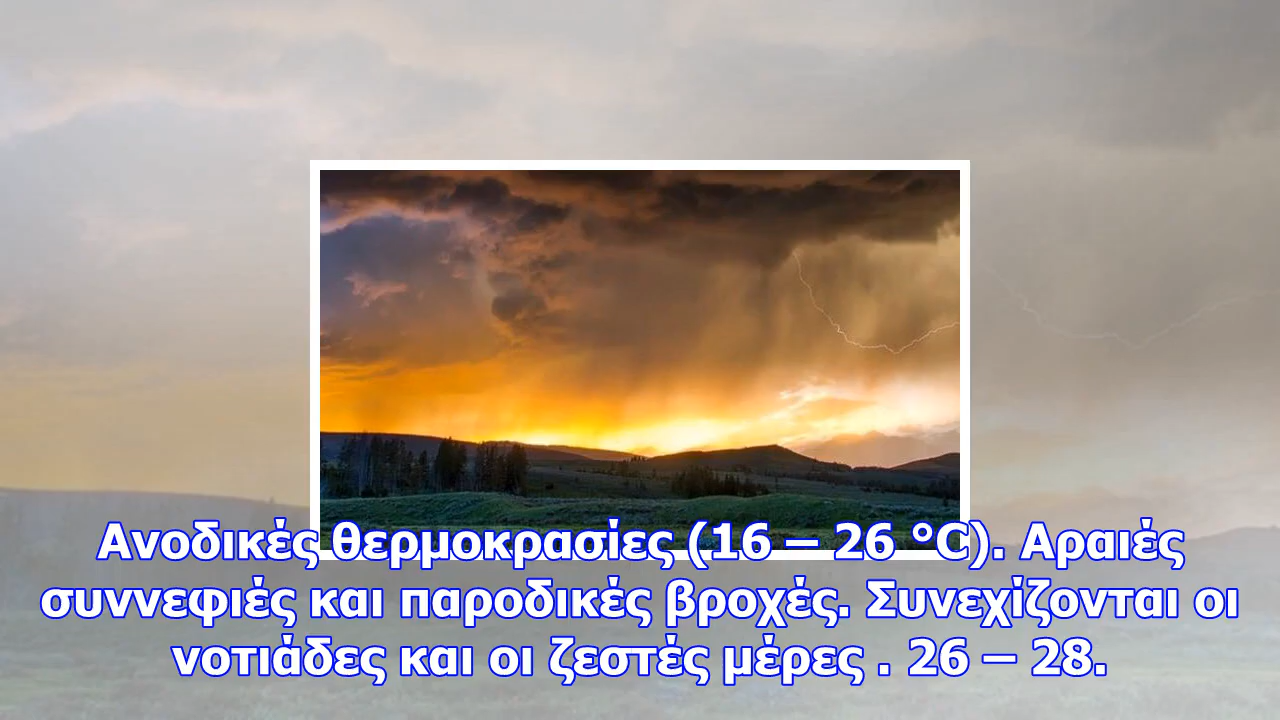 Ανοδικές θερμοκρασίες (16 – 26 °C). Αραιές
συννεφιές και παροδικές βροχές. Συνεχίζονται οι
νοτιάδες και οι ζεστές μέρες . 26 – 28.